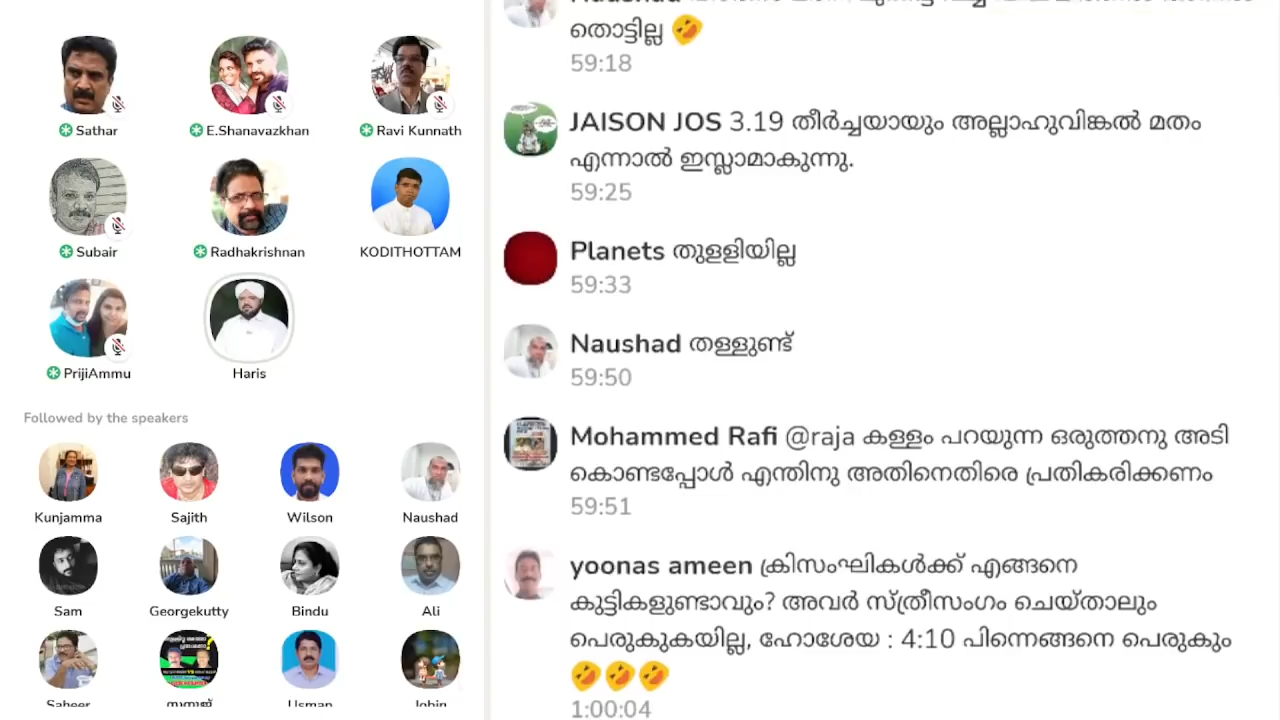 Sathar
E.Shanavazkhan
Ravi Kunnath
Subair
Radhakrishnan
KODITHOTTAM
PrijiAmmu
Haris
Followed by the speakers
Kunjamma
Sajith
Wilson
Naushad
Sam
Georgekutty
Bindu
Ali
Saheer
Usman
Jobin
തൊട്ടില്ല 🤣
59:18
JAISON JOS 3.19 തീർച്ചയായും അല്ലാഹുവിങ്കൽ മതം
എന്നാൽ ഇസ്ലാമാകുന്നു.
59:25
Planets തുളളിയില്ല
59:33
Naushad തള്ളുണ്ട്
59:50
Mohammed Rafi @raja കള്ളം പറയുന്ന ഒരുത്തനു അടി
കൊണ്ടപ്പോൾ എന്തിനു അതിനെതിരെ പ്രതികരിക്കണം
59:51
yoonas ameen ക്രിസംഘികൾക്ക് എങ്ങനെ
കുട്ടികളുണ്ടാവും? അവർ സ്ത്രീസംഗം ചെയ്താലും
പെരുകുകയില്ല, ഹോശേയ : 4:10 പിന്നെങ്ങനെ പെരുകും
🤣🤣🤣
1:00:04